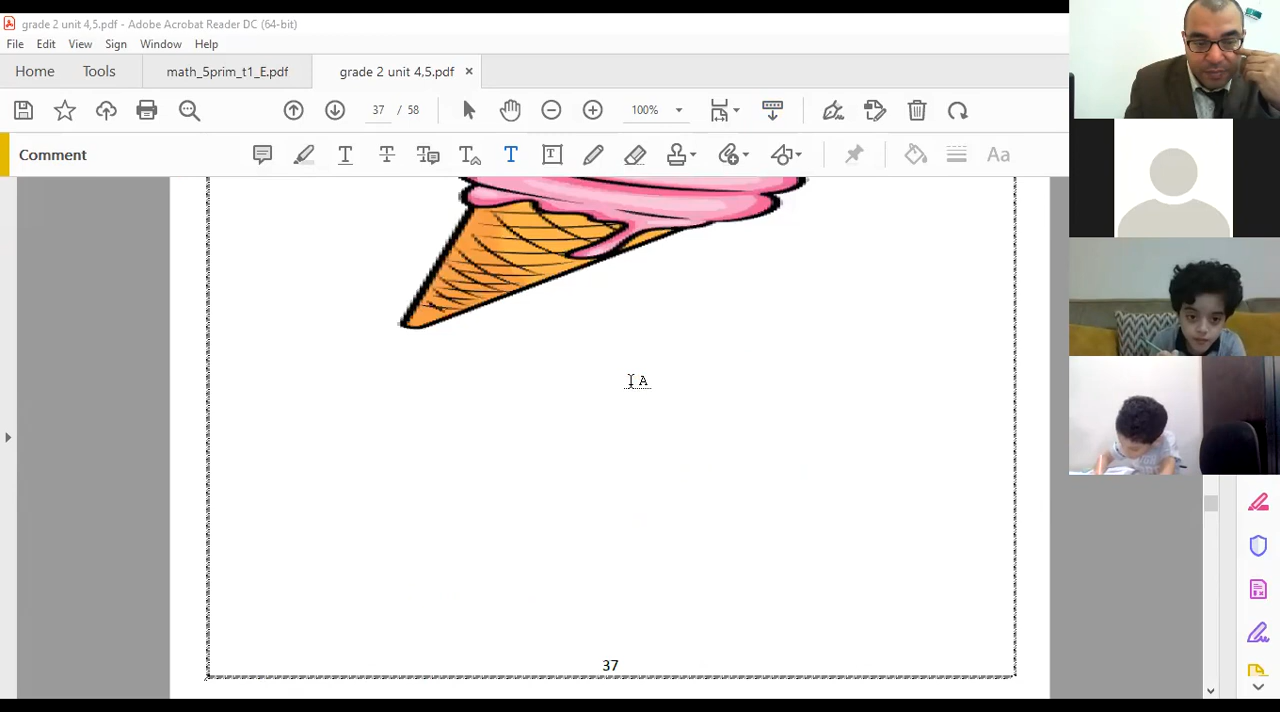 grade 2 unit 4,5.pdf - Adobe Acrobat Reader DC (64-bit)
File Edit View Sign Window Help
Home Tools math_5prim_t1_E.pdf grade 2 unit 4,5.pdf ×
37 / 58 100%
Comment T T T T T Aa
A
37